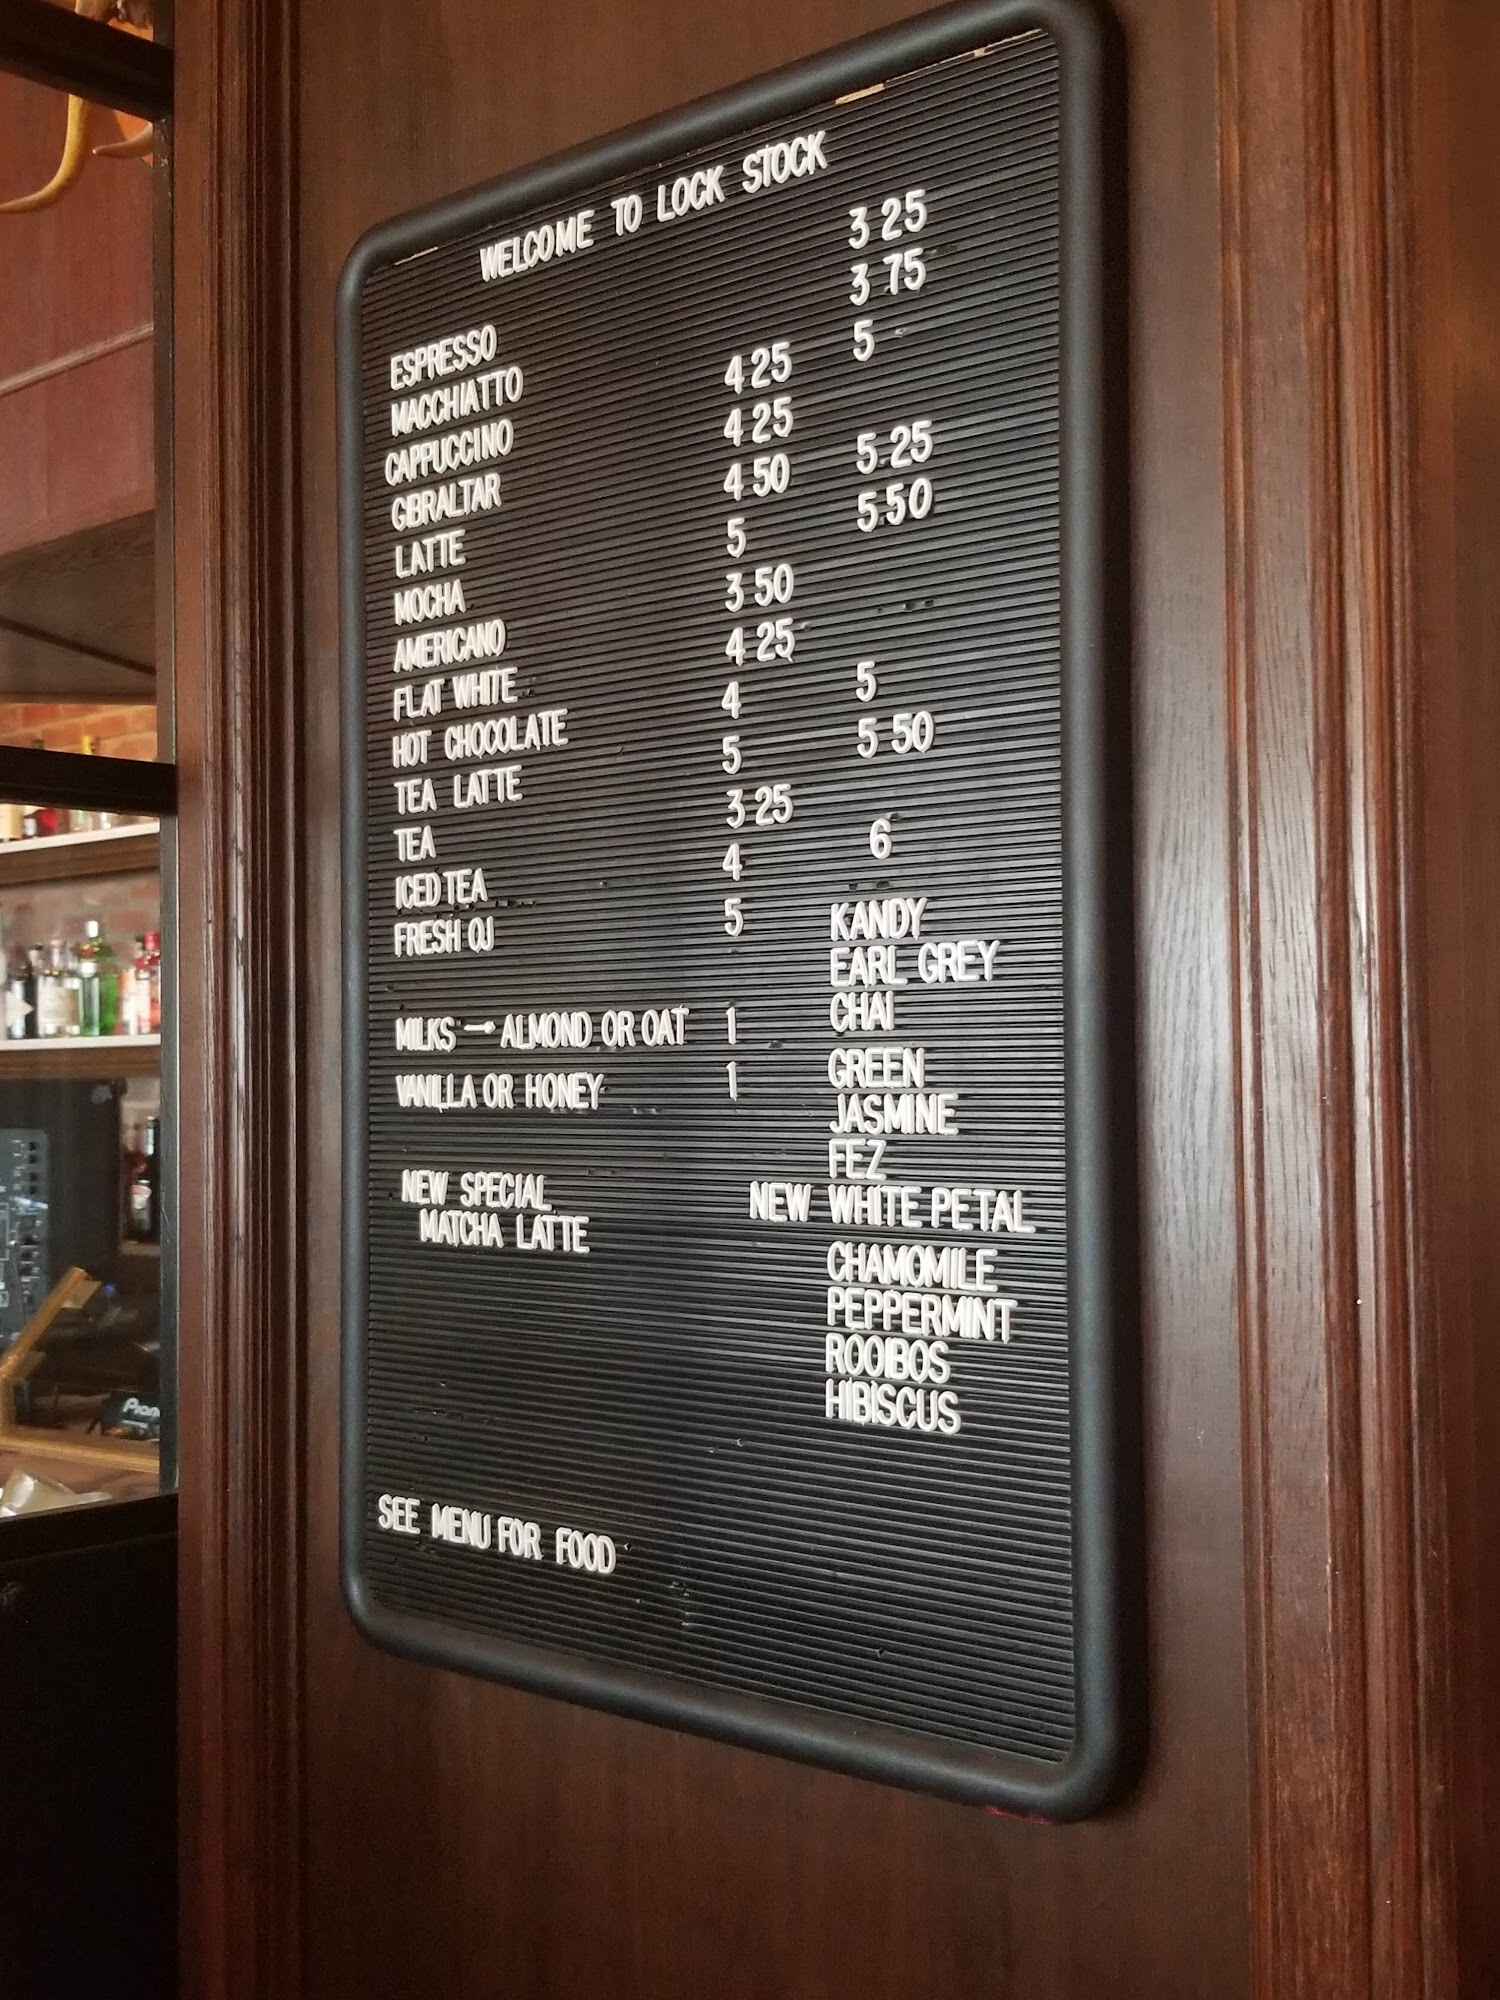 WELCOME TO LOCK STOCK
ESPRESSO 3 25
MACCHIATTO 3 75
CAPPUCCINO 4 25 5
GIBRALTAR 4 25
LATTE 4 50 5 25
MOCHA 5 5 50
AMERICANO 3 50
FLAT WHITE 4 25
HOT CHOCOLATE 4 5
TEA LATTE 5 5 50
TEA 3 25
ICED TEA 4 6
FRESH OJ 5
MILKS → ALMOND OR OAT 1
VANILLA OR HONEY 1
NEW SPECIAL
MATCHA LATTE
KANDY
EARL GREY
CHAI
GREEN
JASMINE
FEZ
NEW WHITE PETAL
CHAMOMILE
PEPPERMINT
ROOIBOS
HIBISCUS
SEE MENU FOR FOOD